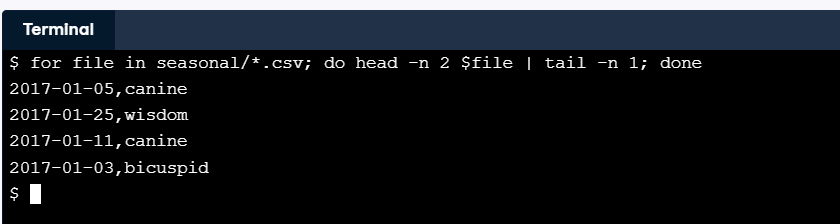 Terminal
$ for file in seasonal/*.csv; do head -n 2 $file | tail -n 1; done
2017-01-05,canine
2017-01-25,wisdom
2017-01-11,canine
2017-01-03,bicuspid
$